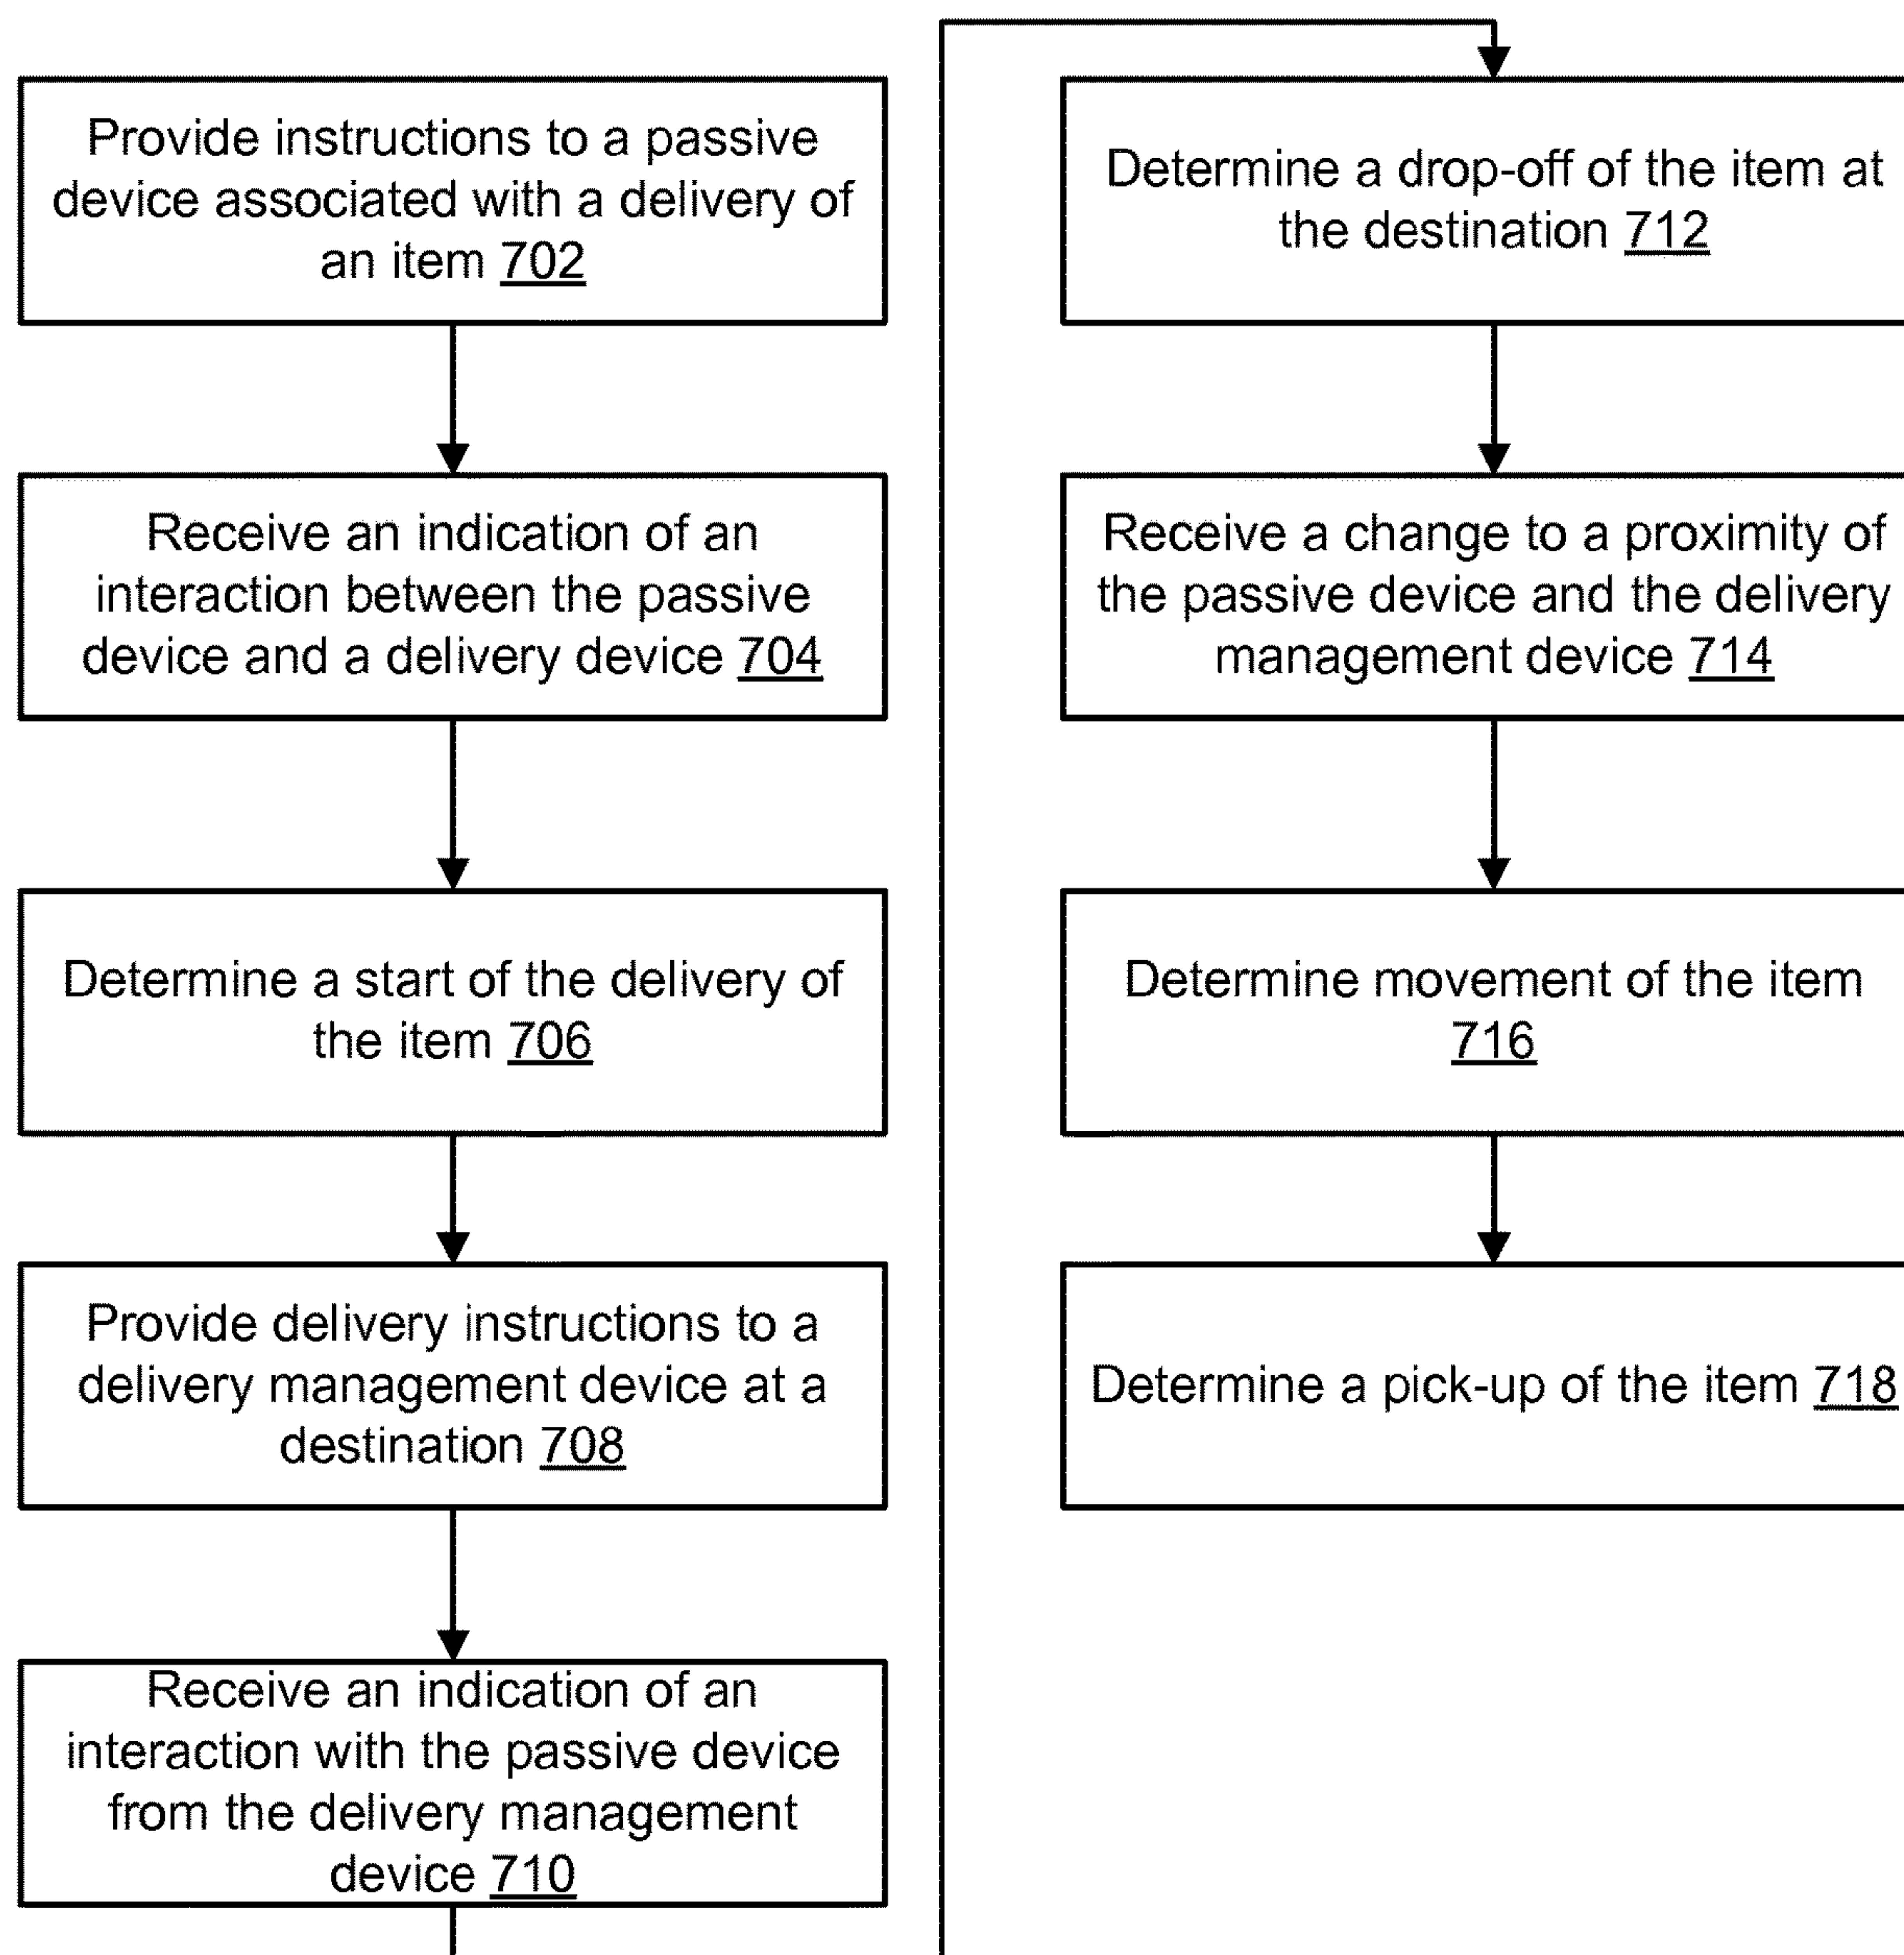 Provide instructions to a passive
device associated with a delivery of
an item 702
Receive an indication of an
interaction between the passive
device and a delivery device 704
Determine a start of the delivery of
the item 706
Provide delivery instructions to a
delivery management device at a
destination 708
Receive an indication of an
interaction with the passive device
from the delivery management
device 710
Determine a drop-off of the item at
the destination 712
Receive a change to a proximity of
the passive device and the delivery
management device 714
Determine movement of the item
716
Determine a pick-up of the item 718